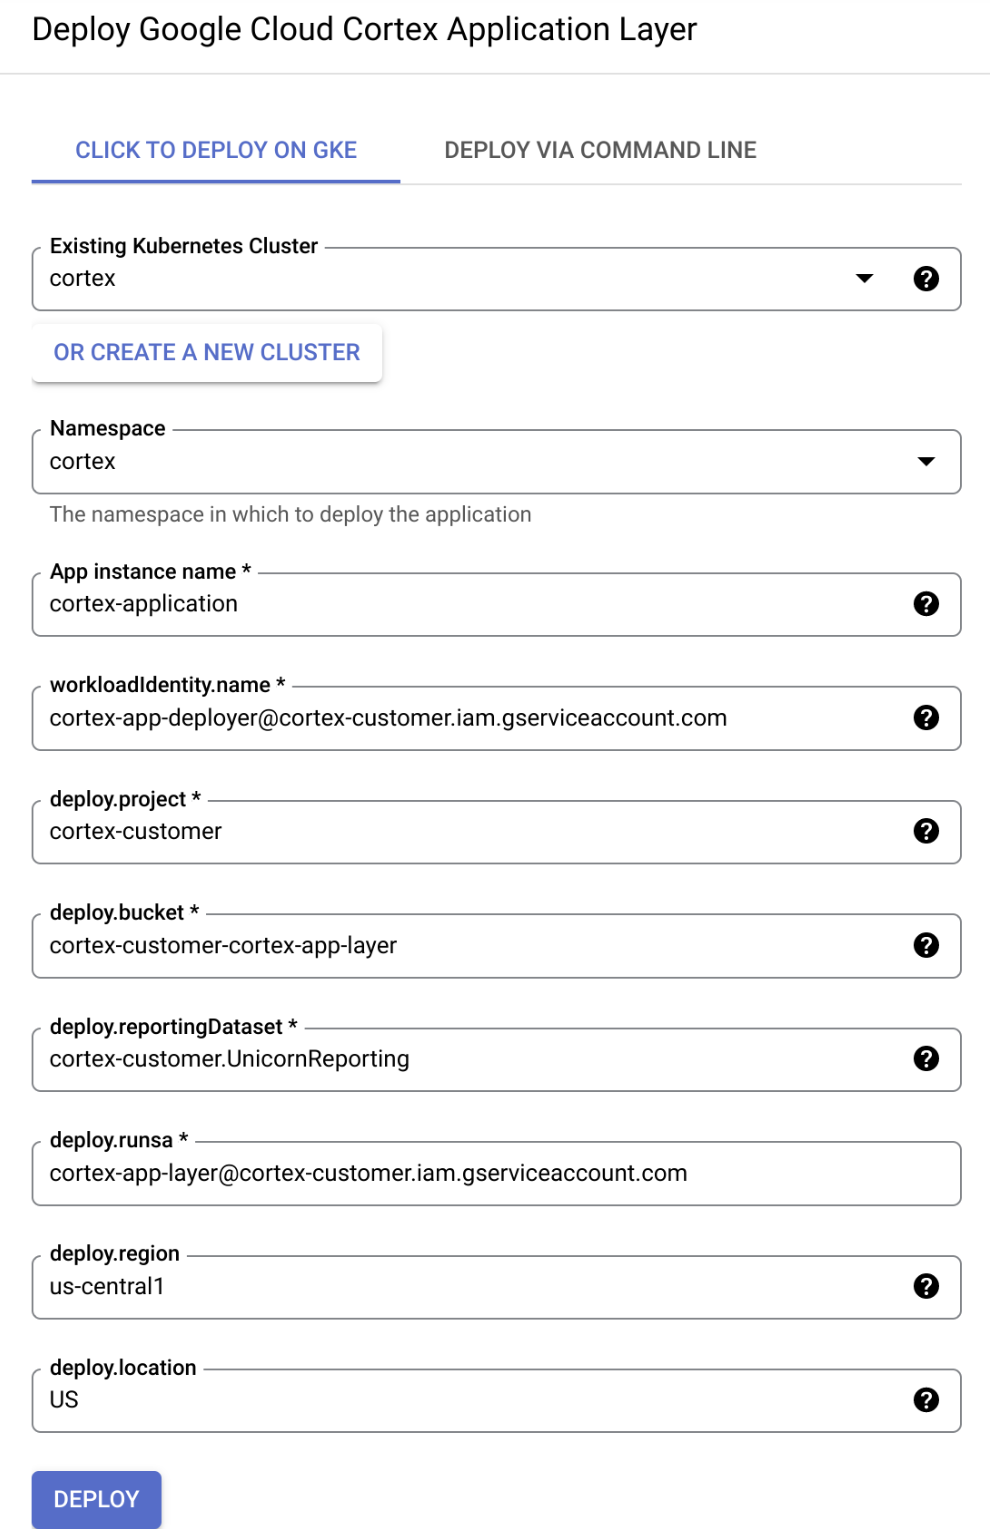 Deploy Google Cloud Cortex Application Layer
CLICK TO DEPLOY ON GKE DEPLOY VIA COMMAND LINE
Existing Kubernetes Cluster
cortex
OR CREATE A NEW CLUSTER
Namespace
cortex
The namespace in which to deploy the application
App instance name *
cortex-application
workloadIdentity.name *
cortex-app-deployer@cortex-customer.iam.gserviceaccount.com
deploy.project *
cortex-customer
deploy.bucket *
cortex-customer-cortex-app-layer
deploy.reportingDataset *
cortex-customer.UnicornReporting
deploy.runsa *
cortex-app-layer@cortex-customer.iam.gserviceaccount.com
deploy.region
us-central1
deploy.location
US
DEPLOY